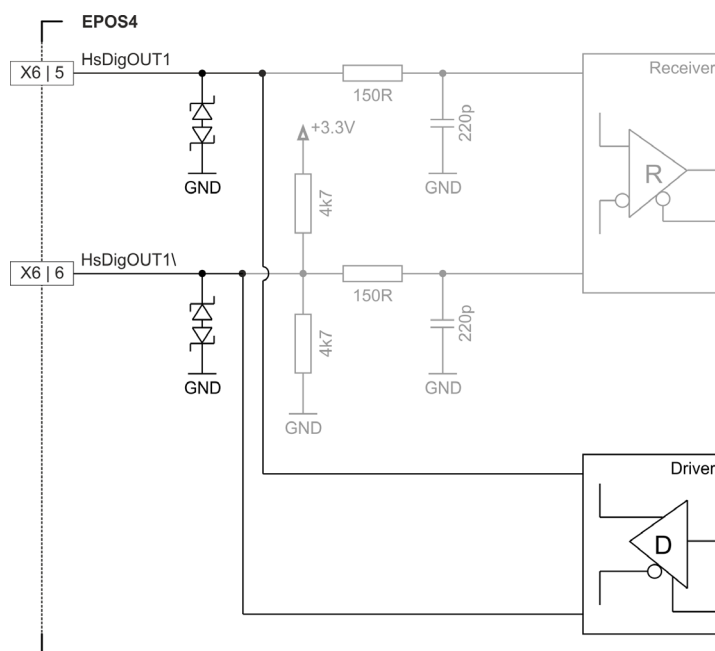 EPOS4
HsDigOUT1
X6 | 5
Receiver
150R
220p
+3.3V
GND
GND
R
4k7
HsDigOUT1\
X6 | 6
150R
220p
4k7
GND
GND
GND
Driver
D